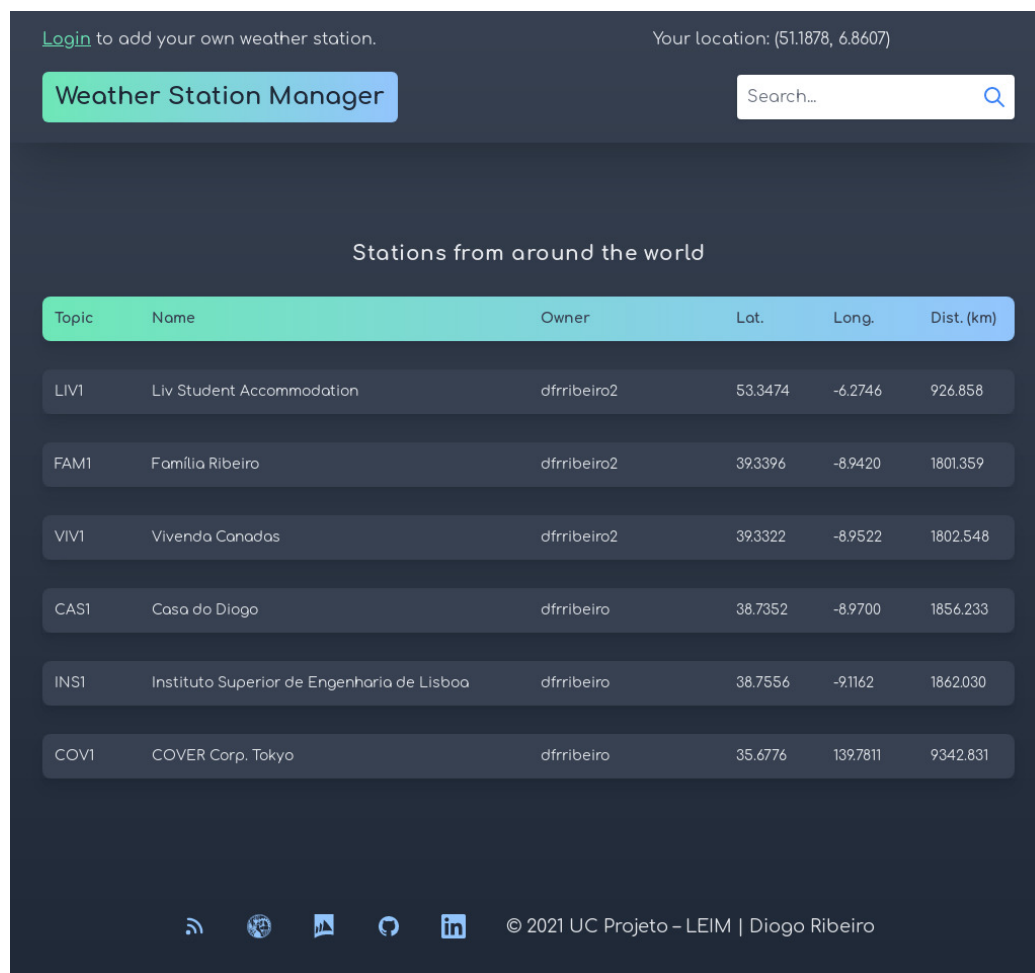 Login to add your own weather station. Your location: (51.1878, 6.8607)
Weather Station Manager Search...
Stations from around the world
Topic Name Owner Lat. Long. Dist. (km)
LIV1 Liv Student Accommodation dfrribeiro2 53.3474 -6.2746 926.858
FAM1 Família Ribeiro dfrribeiro2 39.3396 -8.9420 1801.359
VIV1 Vivenda Canadas dfrribeiro2 39.3322 -8.9522 1802.548
CAS1 Casa do Diogo dfrribeiro 38.7352 -8.9700 1856.233
INS1 Instituto Superior de Engenharia de Lisboa dfrribeiro 38.7556 -9.1162 1862.030
COV1 COVER Corp. Tokyo dfrribeiro 35.6776 139.7811 9342.831
in © 2021 UC Projeto – LEIM | Diogo Ribeiro